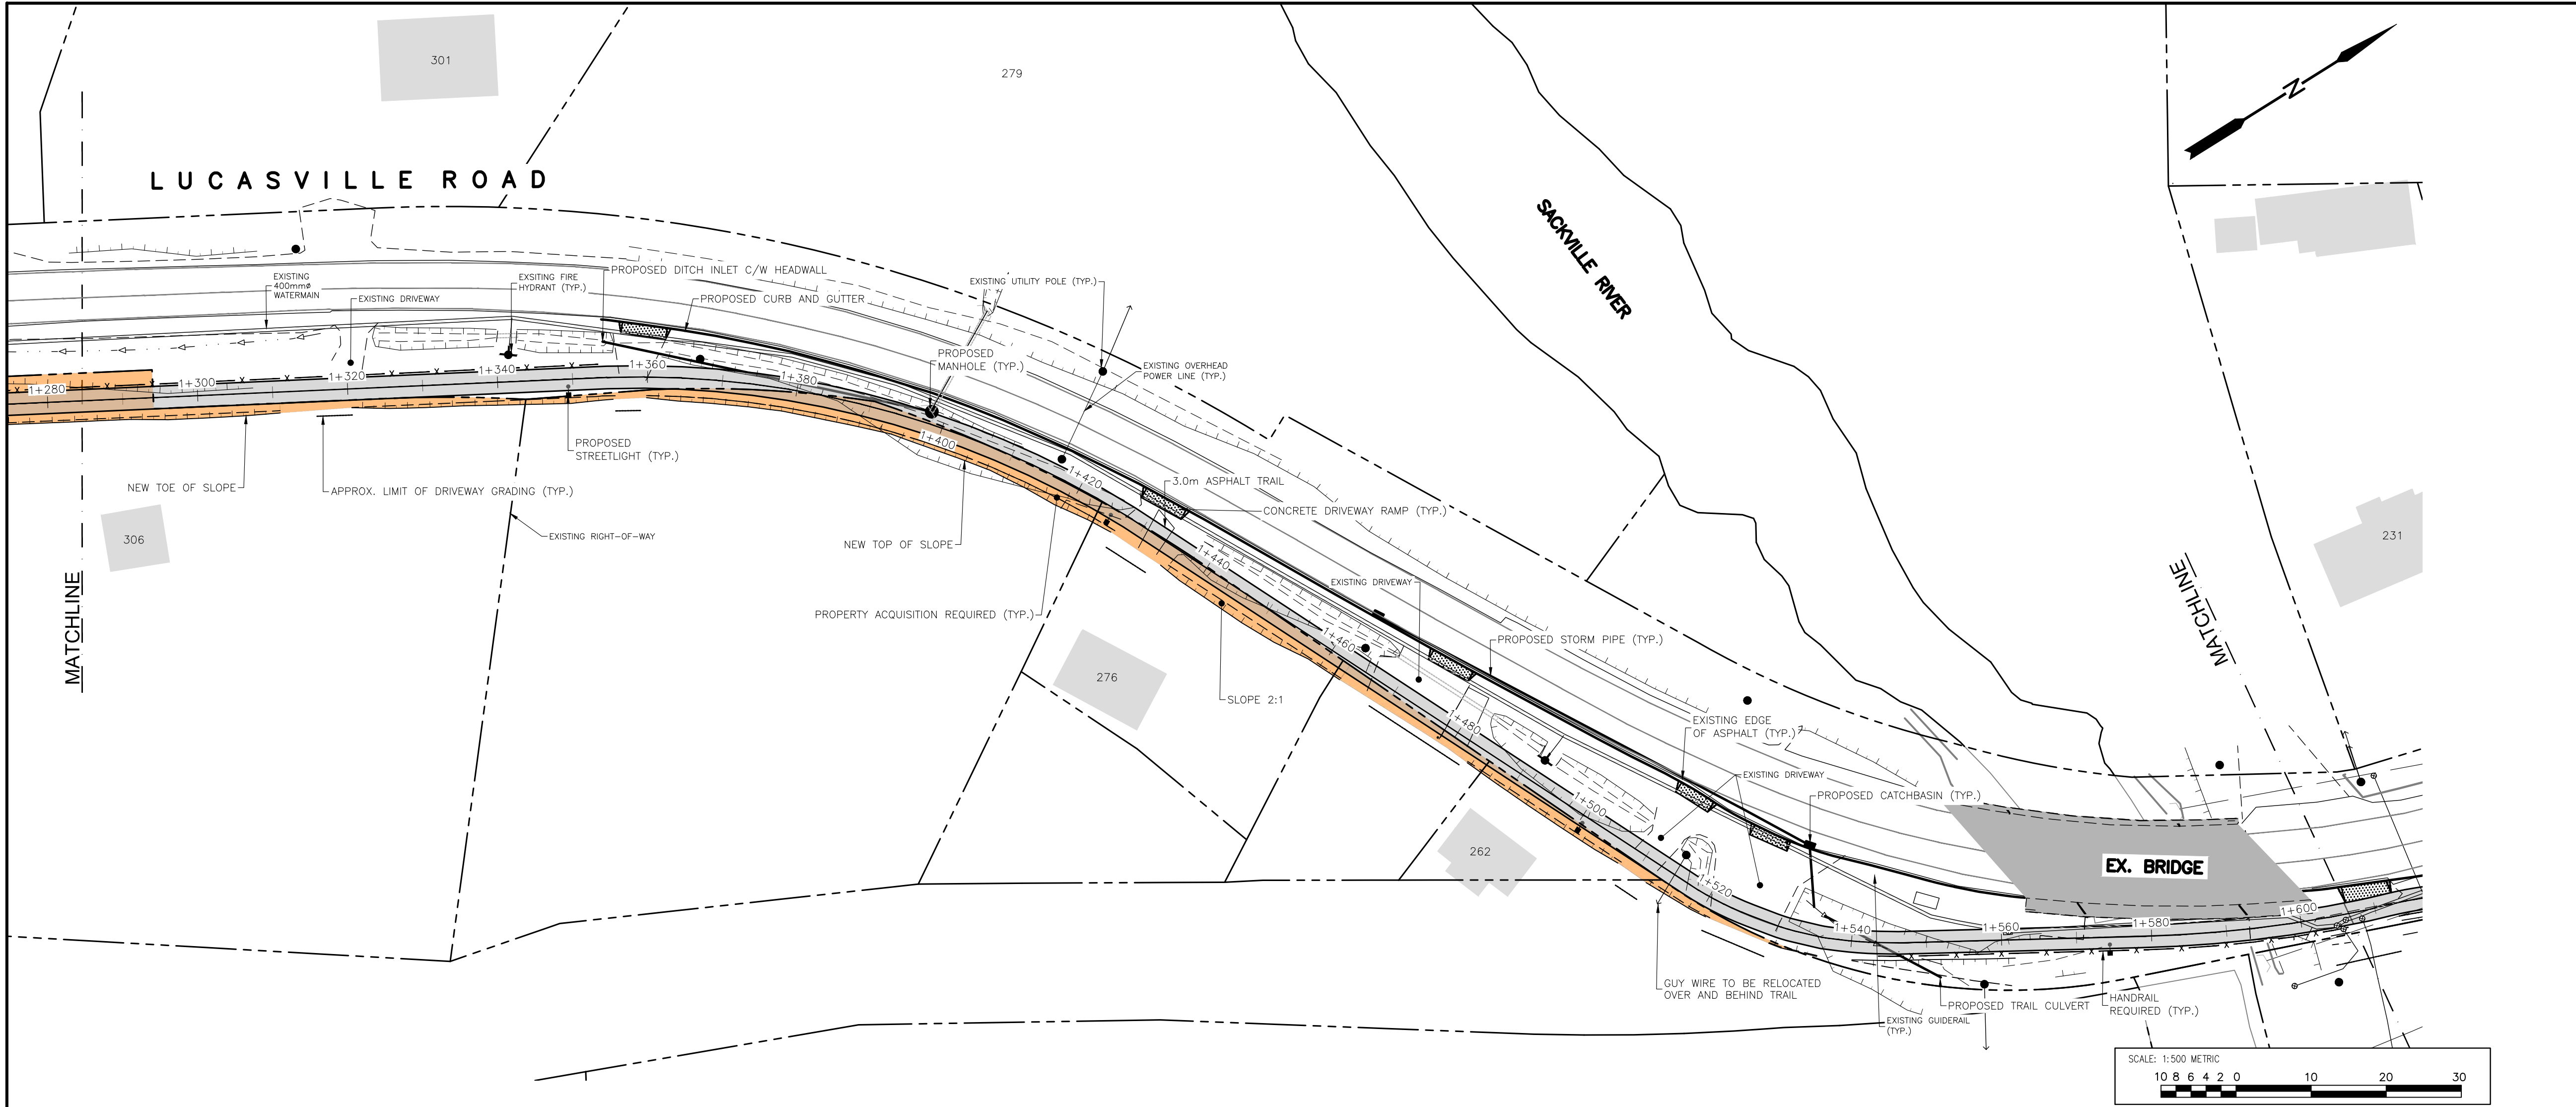 301
279
N
LUCASVILLE ROAD
SACKVILLE RIVER
EXISTING
400mmø
WATERMAIN
EXISTING DRIVEWAY
EXSITING FIRE
HYDRANT (TYP.)
PROPOSED DITCH INLET C/W HEADWALL
PROPOSED CURB AND GUTTER
EXISTING UTILITY POLE (TYP.)
PROPOSED
MANHOLE (TYP.)
EXISTING OVERHEAD
POWER LINE (TYP.)
1+280
1+300
1+320
1+340
1+360
1+380
1+400
1+420
1+440
1+460
1+480
1+500
1+520
1+540
1+560
1+580
1+600
PROPOSED
STREETLIGHT (TYP.)
NEW TOE OF SLOPE
APPROX. LIMIT OF DRIVEWAY GRADING (TYP.)
3.0m ASPHALT TRAIL
CONCRETE DRIVEWAY RAMP (TYP.)
306
EXISTING RIGHT-OF-WAY
NEW TOP OF SLOPE
MATCHLINE
MATCHLINE
231
EXISTING DRIVEWAY
PROPERTY ACQUISITION REQUIRED (TYP.)
PROPOSED STORM PIPE (TYP.)
276
SLOPE 2:1
EXISTING EDGE
OF ASPHALT (TYP.)
EXISTING DRIVEWAY
PROPOSED CATCHBASIN (TYP.)
262
EX. BRIDGE
GUY WIRE TO BE RELOCATED
OVER AND BEHIND TRAIL
PROPOSED TRAIL CULVERT
HANDRAIL
REQUIRED (TYP.)
EXISTING GUIDERAIL
(TYP.)
SCALE: 1:500 METRIC
10 8 6 4 2 0 10 20 30